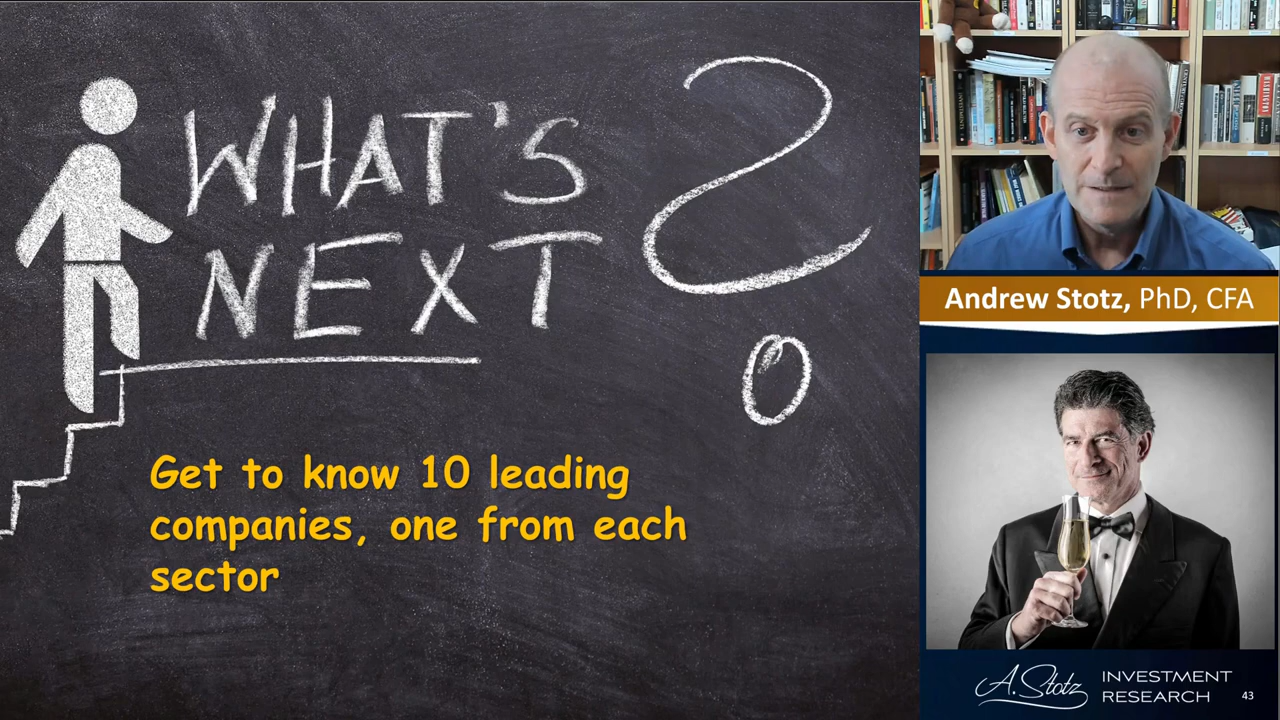 WHAT'S
NEXT
?
Get to know 10 leading
companies, one from each
sector
Andrew Stotz, PhD, CFA
A. Stotz
INVESTMENT
RESEARCH
43